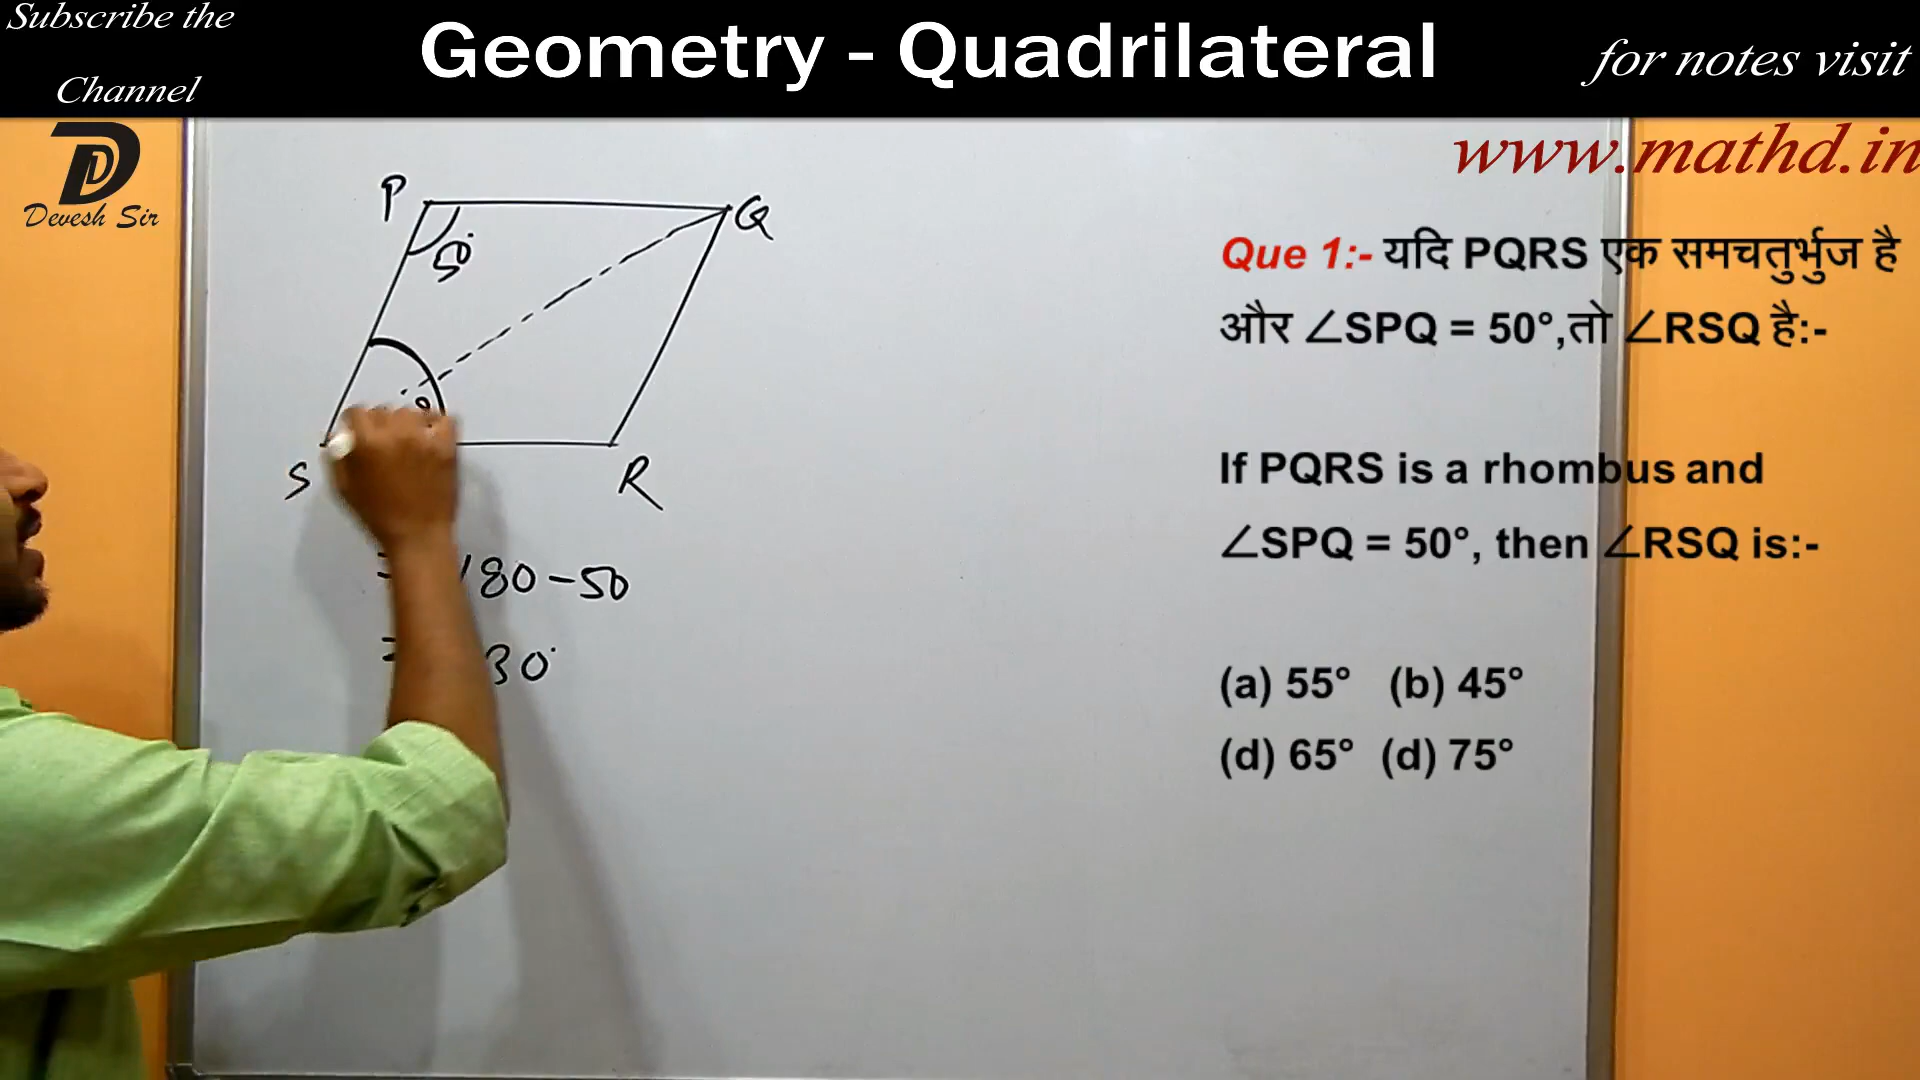 Subscribe the
Channel
Geometry - Quadrilateral
for notes visit
www.mathd.in
D
Devesh Sir
P
Q
50°
S
R
180-50
30°
Que 1:- यदि PQRS एक समचतुर्भुज है
और ∠SPQ = 50°,तो ∠RSQ है:-
If PQRS is a rhombus and
∠SPQ = 50°, then ∠RSQ is:-
(a) 55° (b) 45°
(d) 65° (d) 75°